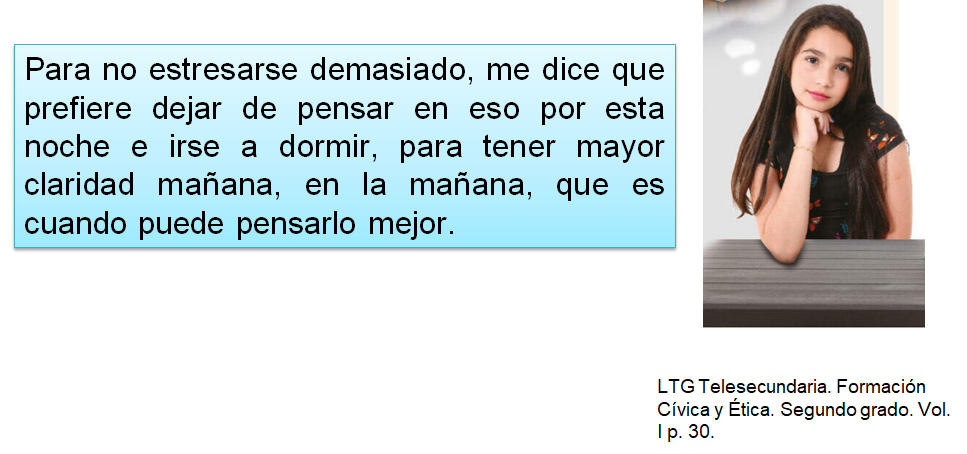 Para no estresarse demasiado, me dice que
prefiere dejar de pensar en eso por esta
noche e irse a dormir, para tener mayor
claridad mañana, en la mañana, que es
cuando puede pensarlo mejor.
LTG Telesecundaria. Formación
Cívica y Ética. Segundo grado. Vol.
I p. 30.